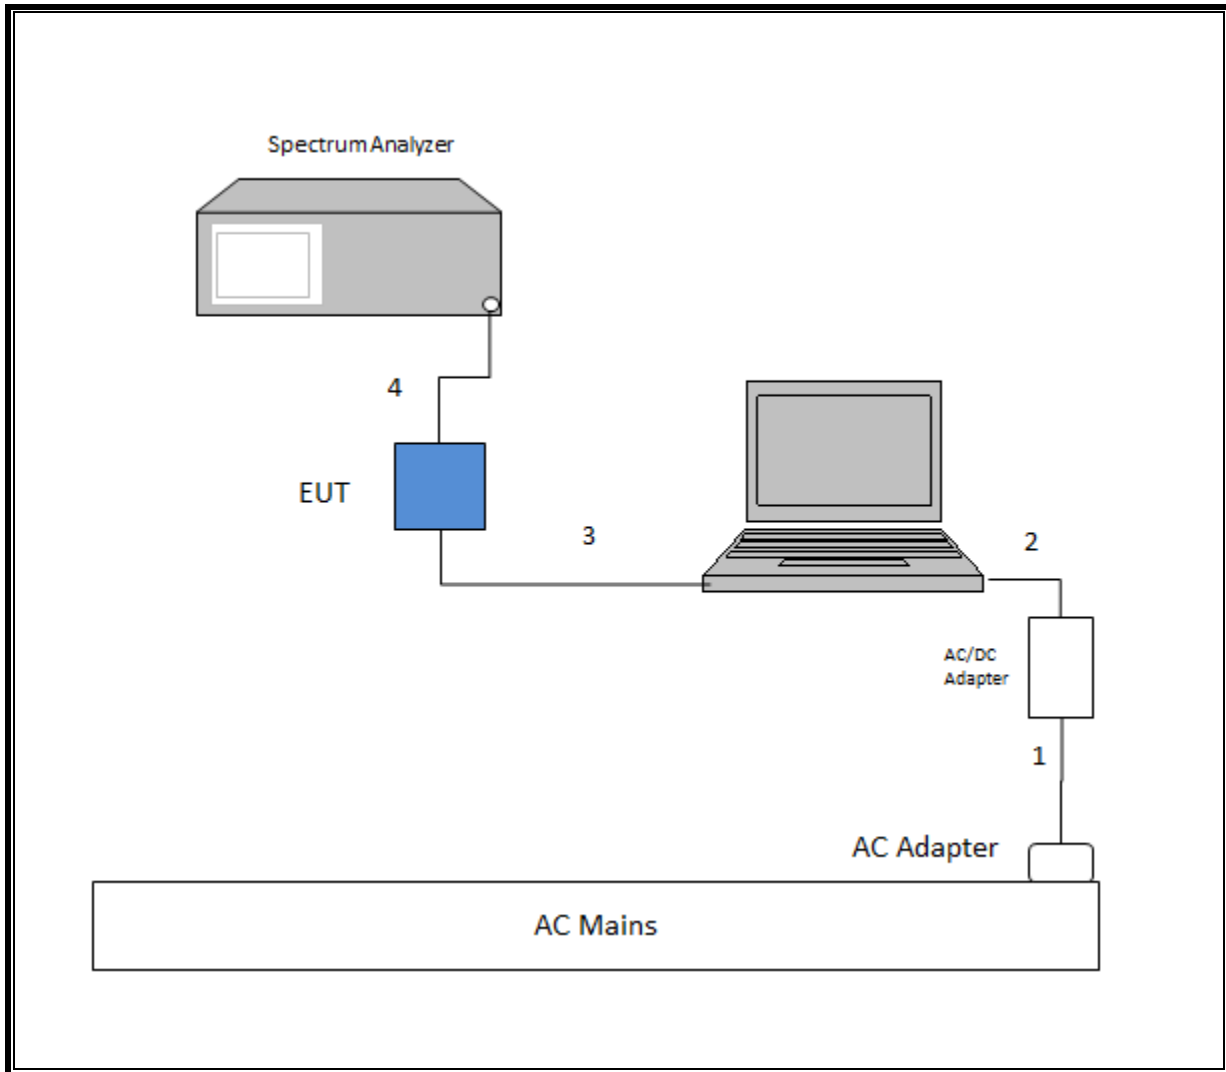 Spectrum Analyzer
4
EUT
3
2
AC/DC
Adapter
1
AC Adapter
AC Mains